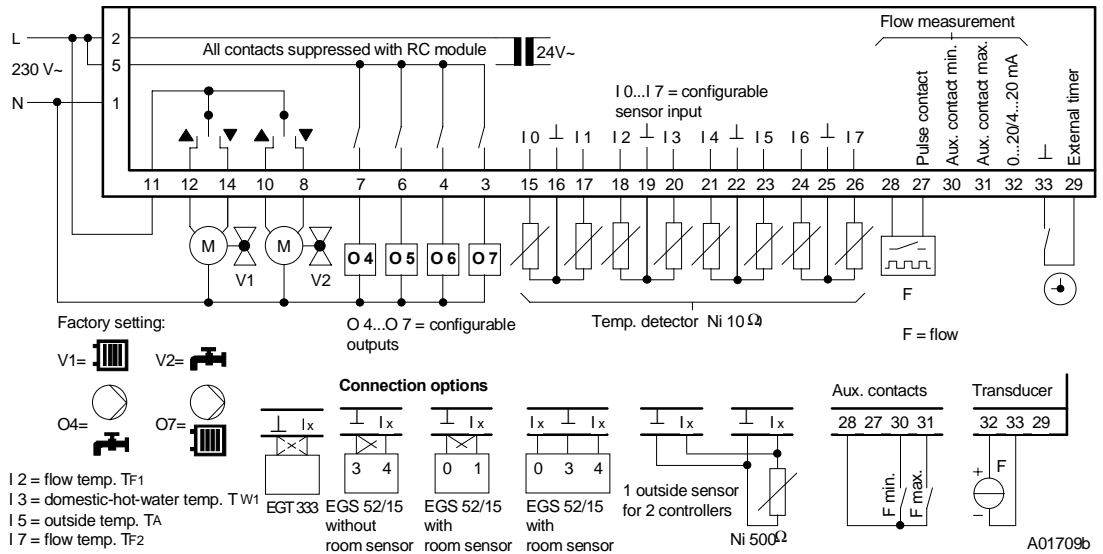 Flow measurement
L
2
All contacts suppressed with RC module
24V~
230 V~
5
N
1
I 0...I 7 = configurable
sensor input
Pulse contact
Aux. contact min.
Aux. contact max.
0...20/4...20 mA
External timer
I 0 I 1 I 2 I 3 I 4 I 5 I 6 I 7
11 12 14 10 8 7 6 4 3 15 16 17 18 19 20 21 22 23 24 25 26 28 27 30 31 32 33 29
M
V1
M
V2
O 4
O 5
O 6
O 7
F
Temp. detector Ni 10 Ω)
F = flow
O 4...O 7 = configurable
outputs
Factory setting:
V1=
V2=
O4=
O7=
I 2 = flow temp. TF1
I 3 = domestic-hot-water temp. TW1
I 5 = outside temp. TA
I 7 = flow temp. TF2
Connection options
Ix
EGT 333
Ix
3 4
EGS 52/15
without
room sensor
Ix
0 1
EGS 52/15
with
room sensor
Ix Ix
0 3 4
EGS 52/15
with
room sensor
Ix Ix
1 outside sensor
for 2 controllers
Ni 500Ω
Aux. contacts
28 27 30 31
F min.
F max.
Transducer
32 33 29
+ F
–
A01709b